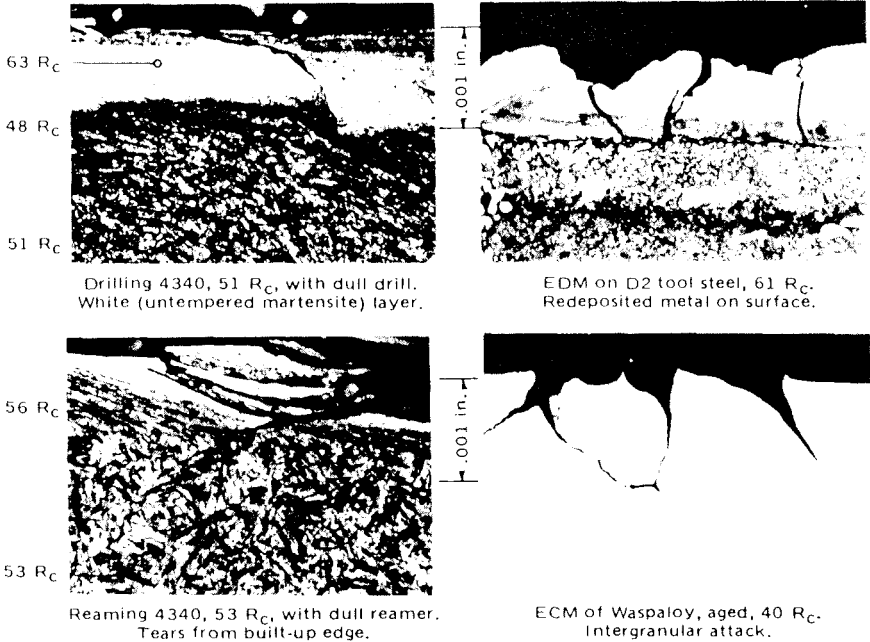 63 Rc
48 Rc
51 Rc
.001 in.
Drilling 4340, 51 Rc, with dull drill.
White (untempered martensite) layer.
EDM on D2 tool steel, 61 Rc.
Redeposited metal on surface.
56 Rc
53 Rc
.001 in.
Reaming 4340, 53 Rc, with dull reamer.
Tears from built-up edge.
ECM of Waspaloy, aged, 40 Rc.
Intergranular attack.